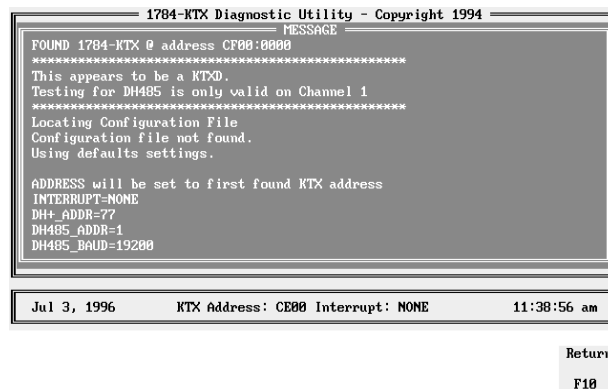 1784-KTX Diagnostic Utility - Copyright 1994
MESSAGE
FOUND 1784-KTX @ address CF00:0000
**************************************************
This appears to be a KTXD.
Testing for DH485 is only valid on Channel 1
**************************************************
Locating Configuration File
Configuration file not found.
Using defaults settings.
ADDRESS will be set to first found KTX address
INTERRUPT=NONE
DH+_ADDR=77
DH485_ADDR=1
DH485_BAUD=19200
Jul 3, 1996 KTX Address: CE00 Interrupt: NONE 11:38:56 am
Return
F10